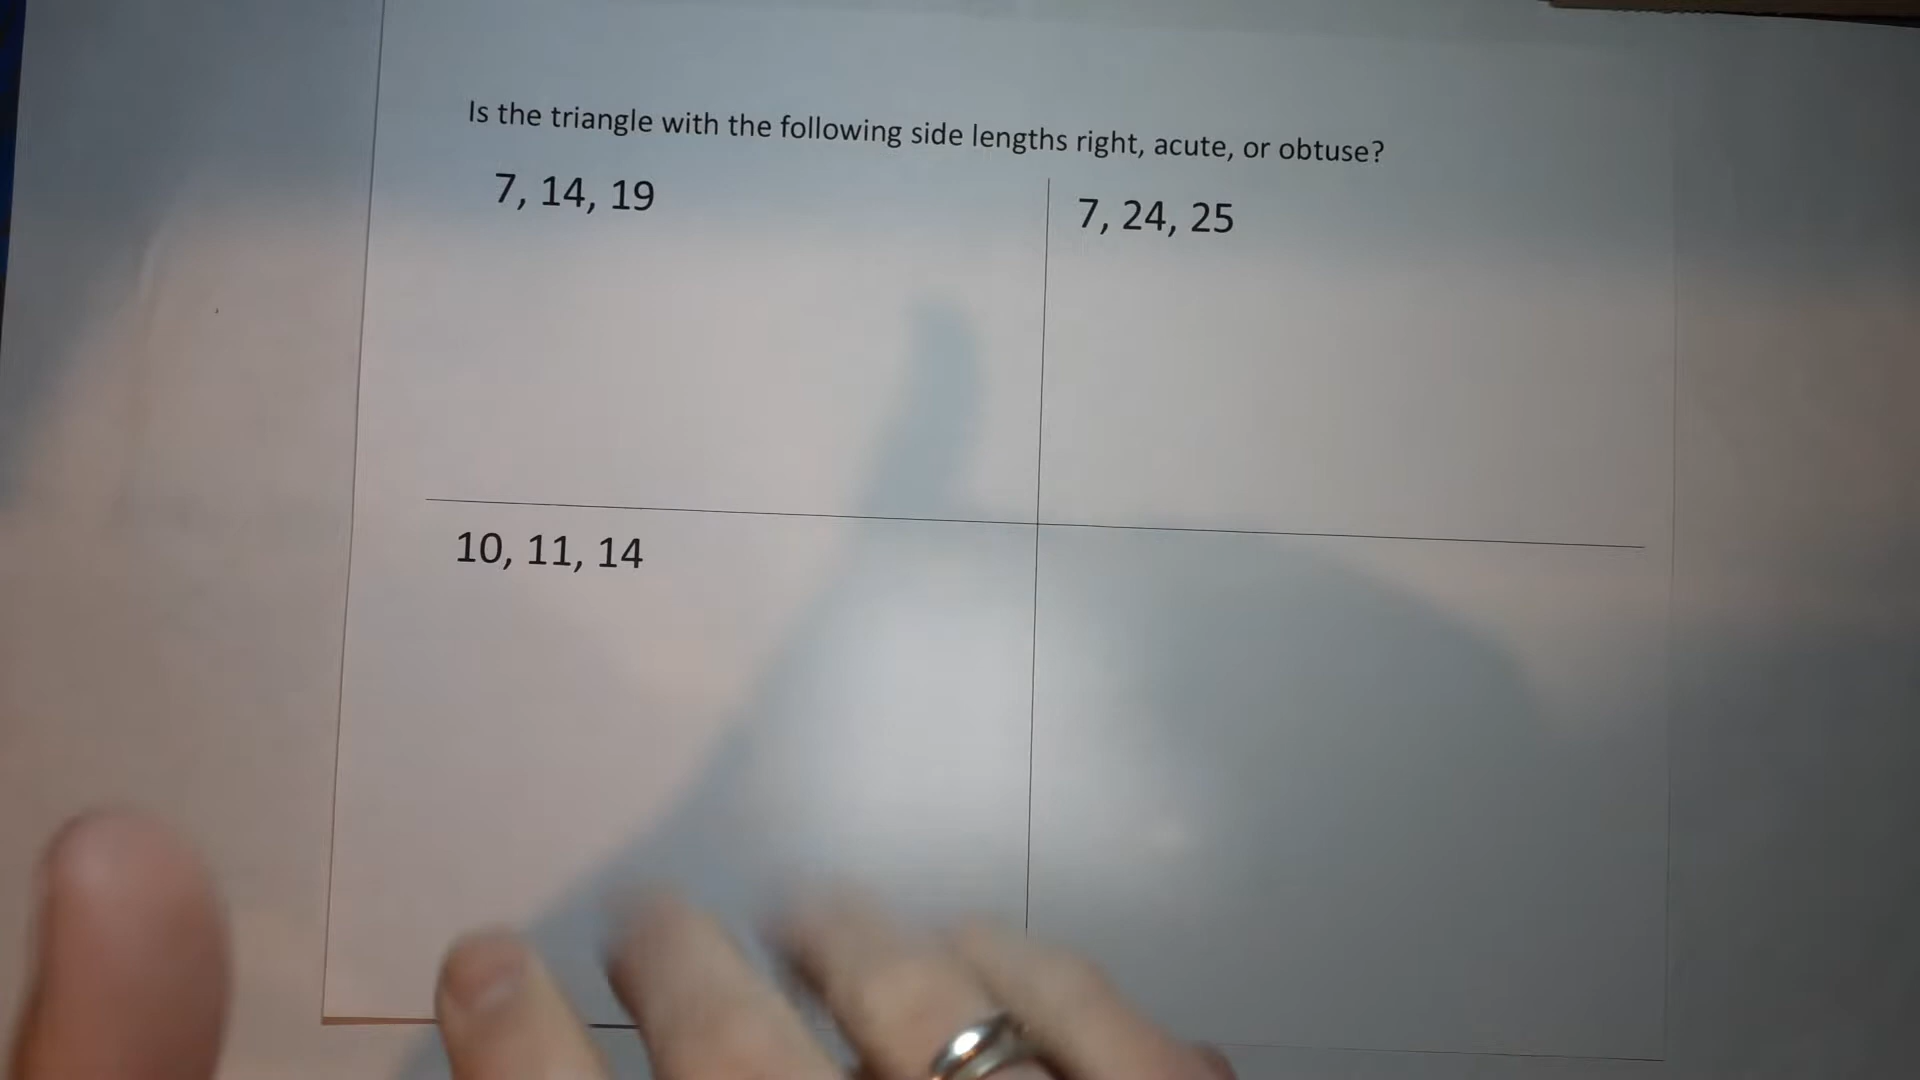 Is the triangle with the following side lengths right, acute, or obtuse?
7, 14, 19
7, 24, 25
10, 11, 14